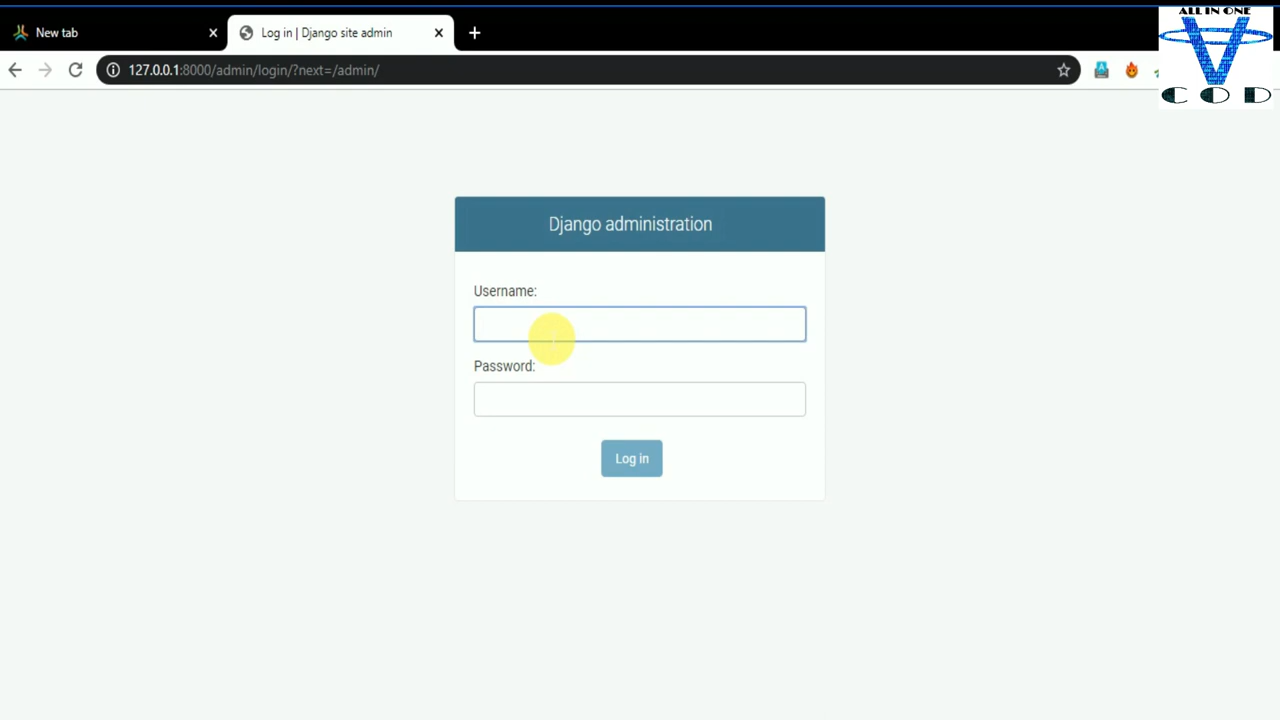 New tab
Log in | Django site admin
ALL IN ONE
127.0.0.1:8000/admin/login/?next=/admin/
C O D
Django administration
Username:
Password:
Log in